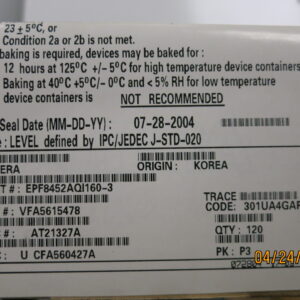 23 ± 5°C, or
Condition 2a or 2b is not met.
baking is required, devices may be baked for:
12 hours at 125°C +/- 5°C for high temperature device containers
Baking at 40°C +5°C/- 0°C and < 5% RH for low temperature
device containers is NOT RECOMMENDED
Seal Date (MM-DD-YY): 07-28-2004
: LEVEL defined by IPC/JEDEC J-STD-020
ERA ORIGIN: KOREA
T #: EPF8452AQI160-3
TRACE
CODE: 301UA4GAF
#: VFA5615478
#: AT21327A
QTY: 120
: U CFA560427A
PK: P3
04/24/